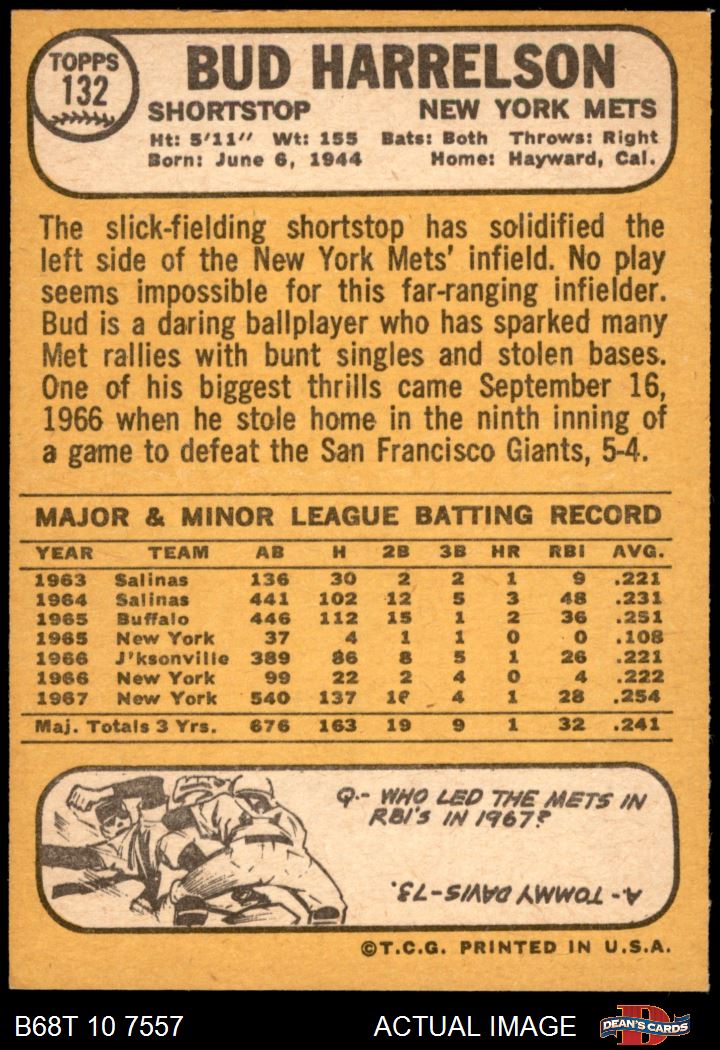 TOPPS
132
BUD HARRELSON
SHORTSTOP NEW YORK METS
Ht: 5'11" Wt: 155 Bats: Both Throws: Right
Born: June 6, 1944 Home: Hayward, Cal.
The slick-fielding shortstop has solidified the
left side of the New York Mets' infield. No play
seems impossible for this far-ranging infielder.
Bud is a daring ballplayer who has sparked many
Met rallies with bunt singles and stolen bases.
One of his biggest thrills came September 16,
1966 when he stole home in the ninth inning of
a game to defeat the San Francisco Giants, 5-4.
MAJOR & MINOR LEAGUE BATTING RECORD
YEAR TEAM AB H 2B 3B HR RBI AVG.
1963 Salinas 136 30 2 2 1 9 .221
1964 Salinas 441 102 12 5 3 48 .231
1965 Buffalo 446 112 15 1 2 36 .251
1965 New York 37 4 1 1 0 0 .108
1966 J'ksonville 389 86 8 5 1 26 .221
1966 New York 99 22 2 4 0 4 .222
1967 New York 540 137 16 4 1 28 .254
Maj. Totals 3 Yrs. 676 163 19 9 1 32 .241
Q.- WHO LED THE METS IN
RBI'S IN 1967?
A- TOMMY DAVIS-73.
©T.C.G. PRINTED IN U.S.A.
B68T 10 7557 ACTUAL IMAGE D DEAN'S CARDS